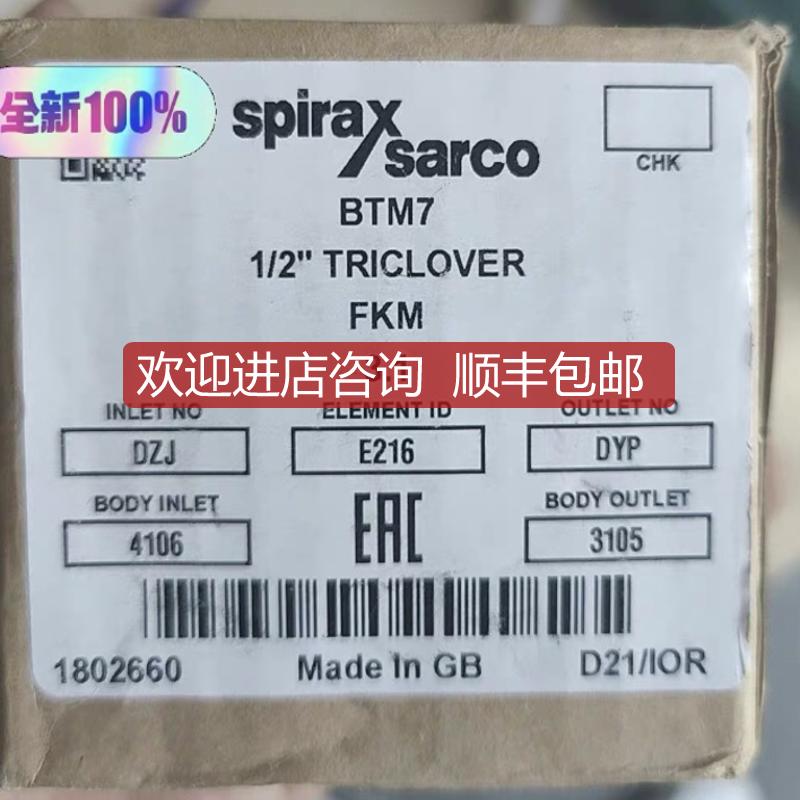 全新100%
spirax
sarco
CHK
BTM7
1/2" TRICLOVER
FKM
欢迎进店咨询 顺丰包邮
INLET NO
ELEMENT ID
OUTLET NO
DZJ
E216
DYP
BODY INLET
EAC
BODY OUTLET
4106
3105
1802660
Made In GB
D21/IOR